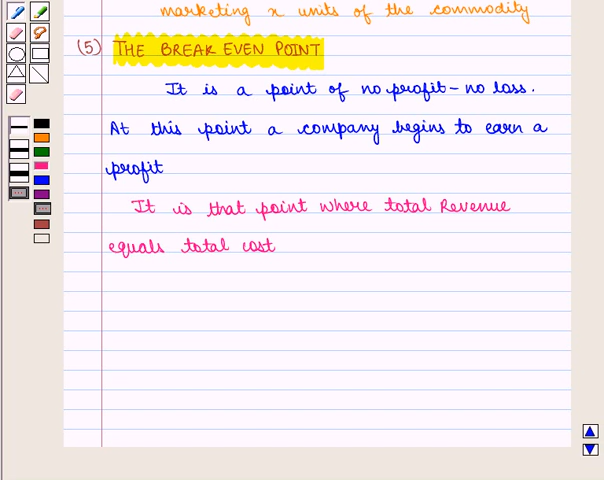 marketing x units of the commodity
(5) THE BREAK EVEN POINT
It is a point of no profit - no loss.
At this point a company begins to earn a
profit
It is that point where total Revenue
equals total cost